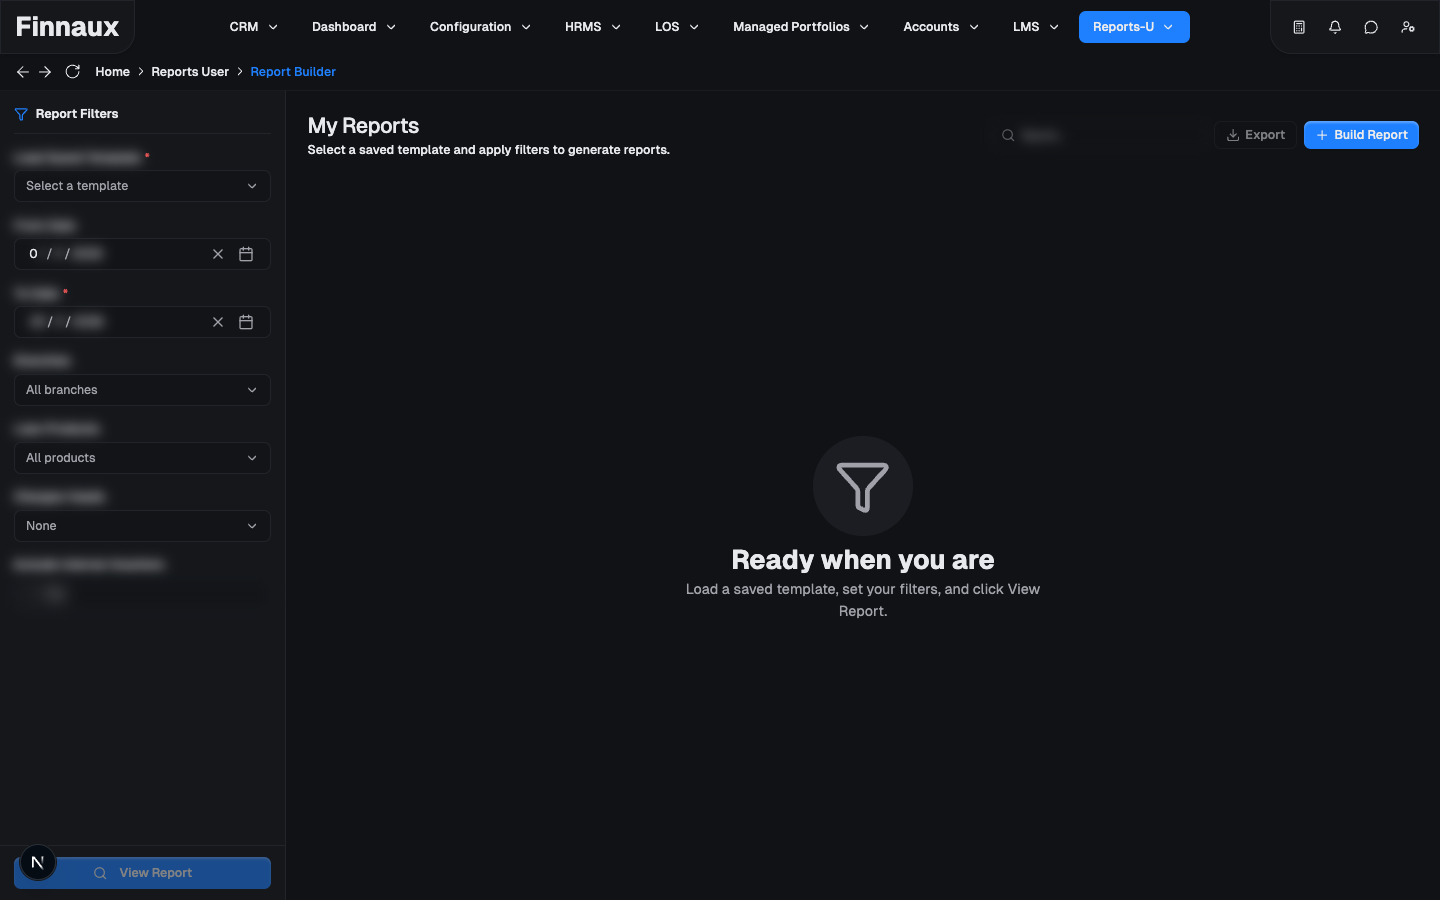 Finnaux
CRM
Dashboard
Configuration
HRMS
LOS
Managed Portfolios
Accounts
LMS
Reports-U
Home > Reports User > Report Builder
Report Filters
*
Select a template
0 / /
*
/ /
All branches
All products
None
View Report
N
My Reports
Select a saved template and apply filters to generate reports.
Export
+ Build Report
Ready when you are
Load a saved template, set your filters, and click View
Report.